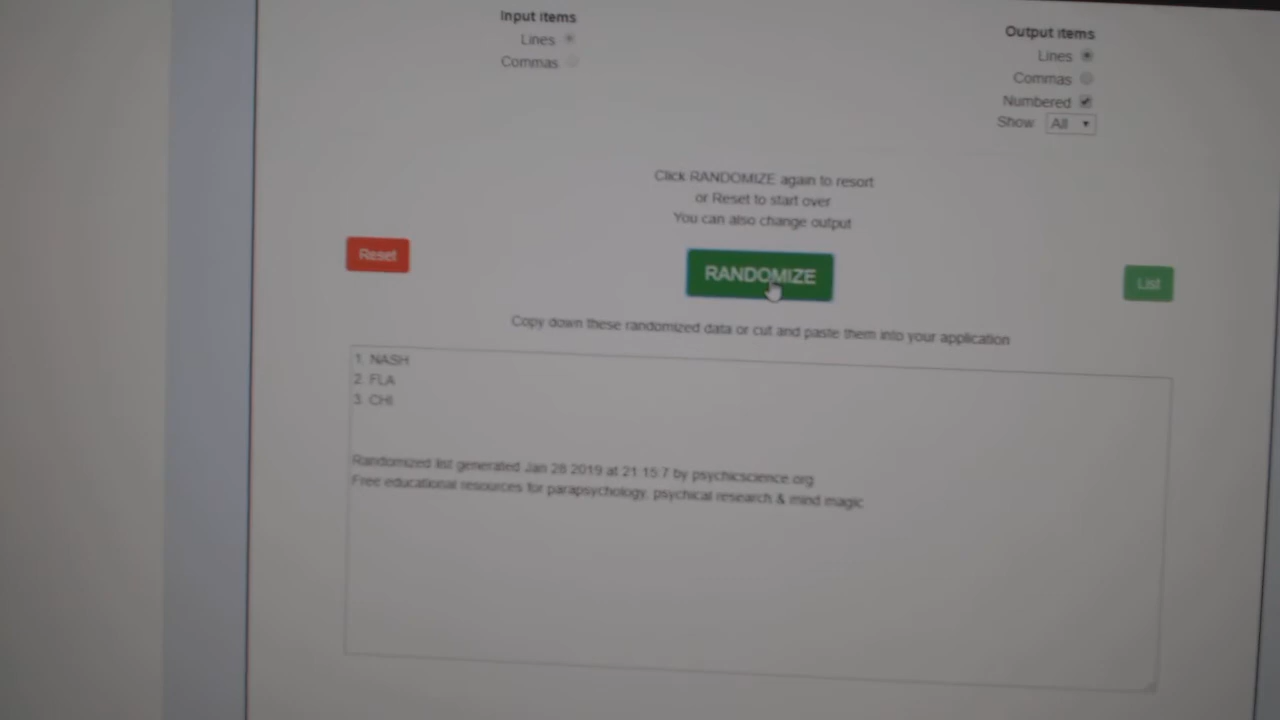 Input items
Lines
Commas
Output items
Lines
Commas
Numbered
Show All
Click RANDOMIZE again to resort
or Reset to start over
You can also change output
Reset
RANDOMIZE
List
Copy down these randomized data or cut and paste them into your application
1. NASH
2. FLA
3. CHI
Randomized list generated Jan 28 2019 at 21:15:7 by psychicscience.org
Free educational resources for parapsychology, psychical research & mind magic